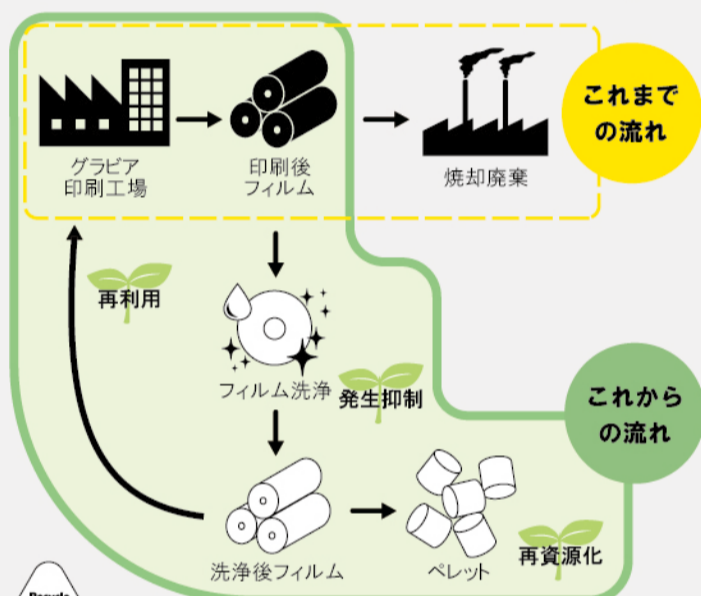 これまで
の流れ
グラビア
印刷工場
印刷後
フィルム
焼却廃棄
再利用
フィルム洗浄
発生抑制
これから
の流れ
洗浄後フィルム
ペレット
再資源化
Recycle